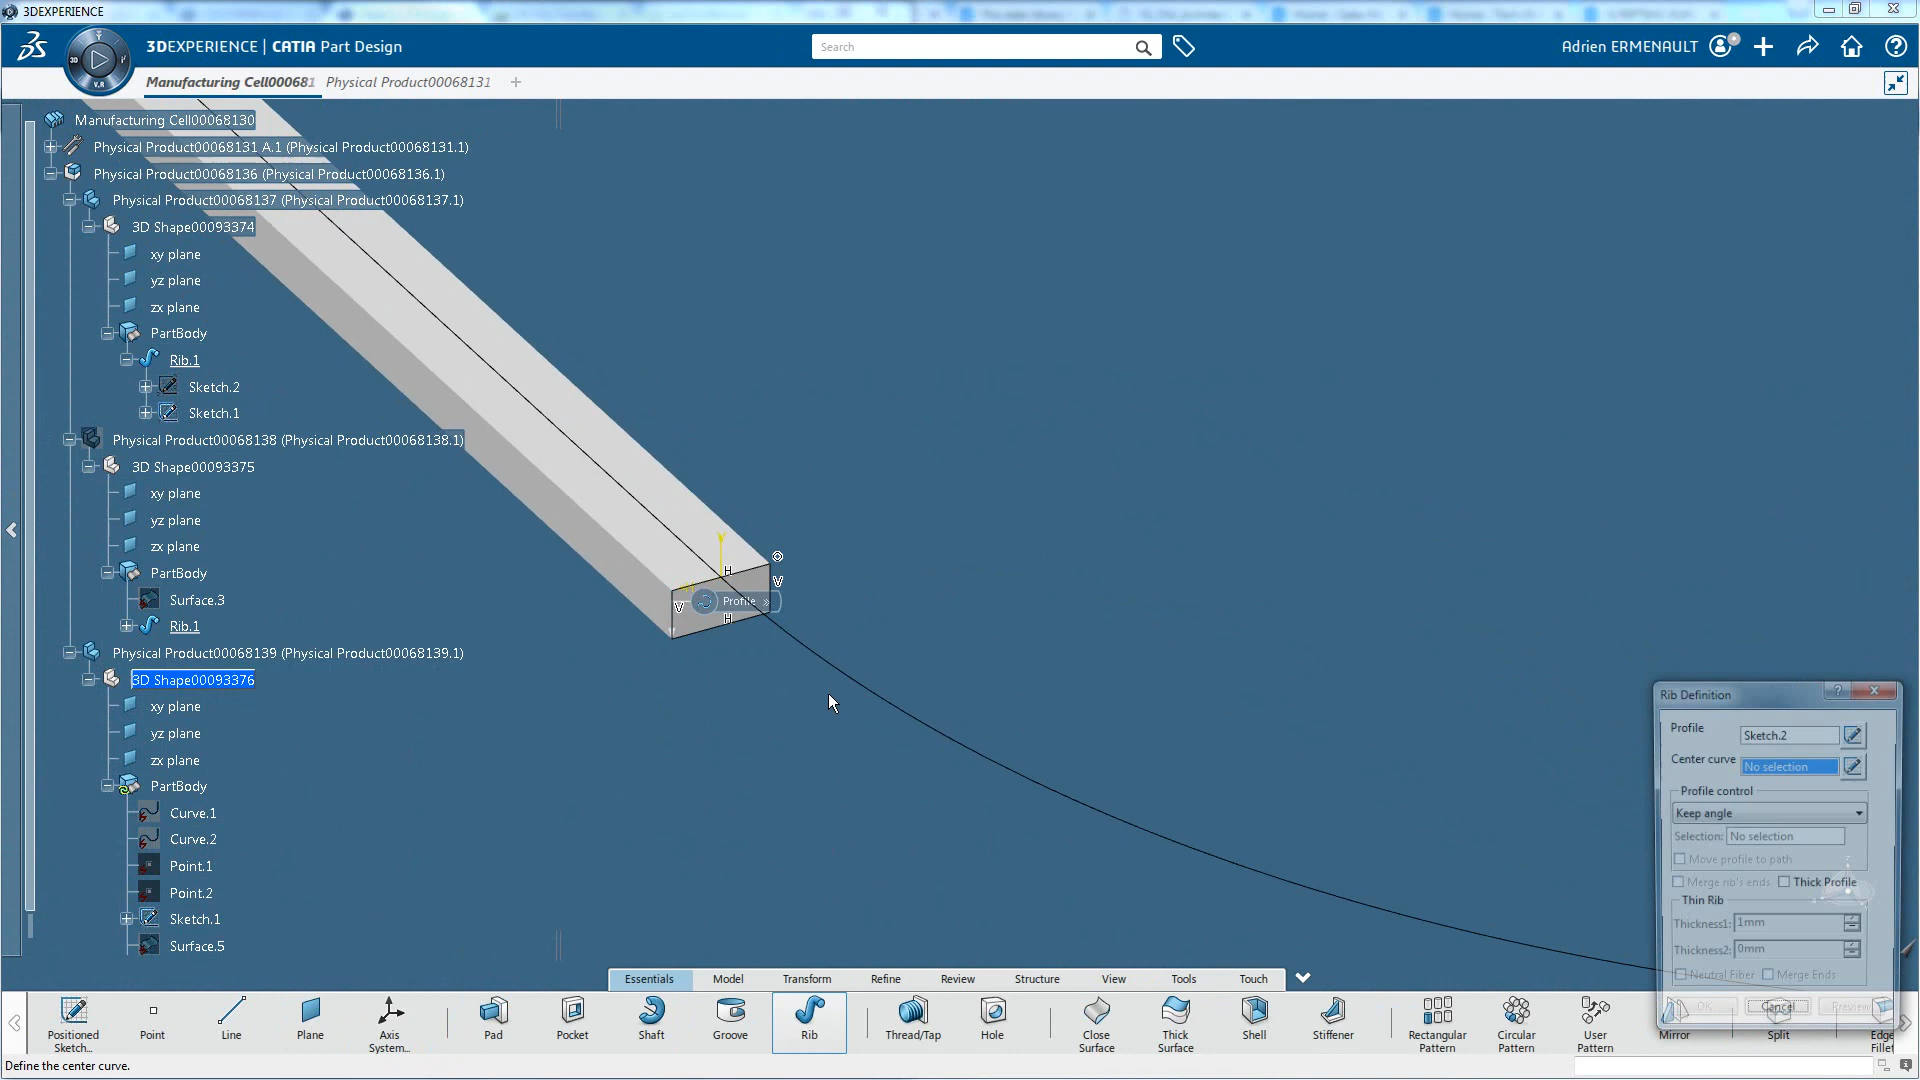 3DEXPERIENCE
3DEXPERIENCE | CATIA Part Design
Search
Adrien ERMENAULT
3D
V.R
Manufacturing Cell000681
Physical Product00068131
Manufacturing Cell00068130
Physical Product00068131 A.1 (Physical Product00068131.1)
Physical Product00068136 (Physical Product00068136.1)
Physical Product00068137 (Physical Product00068137.1)
3D Shape00093374
xy plane
yz plane
zx plane
PartBody
Rib.1
Sketch.2
Sketch.1
Physical Product00068138 (Physical Product00068138.1)
3D Shape00093375
xy plane
yz plane
zx plane
PartBody
Surface.3
Rib.1
Physical Product00068139 (Physical Product00068139.1)
3D Shape00093376
xy plane
yz plane
zx plane
PartBody
Curve.1
Curve.2
Point.1
Point.2
Sketch.1
Surface.5
H
V
V
Profile
H
Rib Definition
Profile
Sketch.2
Center curve
No selection
Profile control
Keep angle
Selection: No selection
Move profile to path
Merge rib's ends
Thick Profile
Thin Rib
Thickness1: 1mm
Thickness2: 0mm
Neutral Fiber
Merge Ends
OK
Cancel
Preview
Essentials
Model
Transform
Refine
Review
Structure
View
Tools
Touch
Positioned Sketch...
Point
Line
Plane
Axis System...
Pad
Pocket
Shaft
Groove
Rib
Thread/Tap
Hole
Close Surface
Thick Surface
Shell
Stiffener
Rectangular Pattern
Circular Pattern
User Pattern
Mirror
Split
Edge Fillet
Define the center curve.